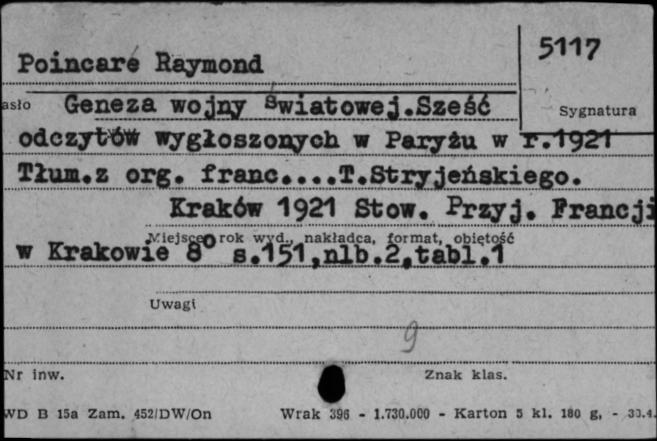 5117
Poincaré Raymond
asło Geneza wojny światowej.Sześć
Sygnatura
odczytów wygłoszonych w Paryżu w r.1921
Tłum.z org. franc....T.Stryjeńskiego.
Kraków 1921 Stow. Przyj. Francji
Miejsce, rok wyd., nakładca, format, objętość
w Krakowie 8° s.151,nlb.2,tabl.1
Uwagi
9
Nr inw.
Znak klas.
WD B 15a Zam. 452/DW/On Wrak 396 - 1.730.000 - Karton 5 kl. 180 g, - 30.4.